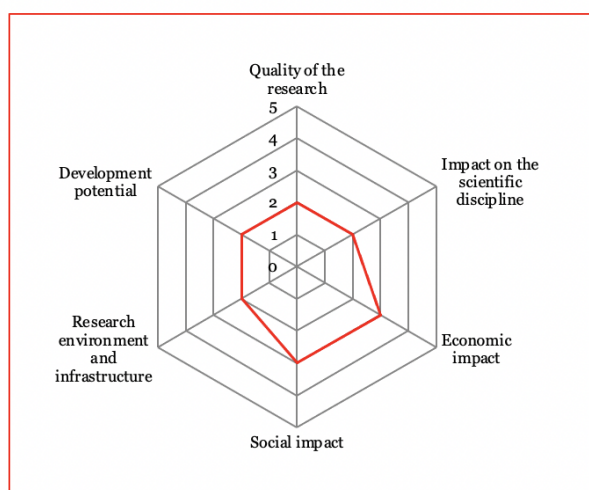 Quality of the
research
5
4
3
2
1
0
Impact on the
scientific
discipline
Economic
impact
Social impact
Research
environment
and
infrastructure
Development
potential